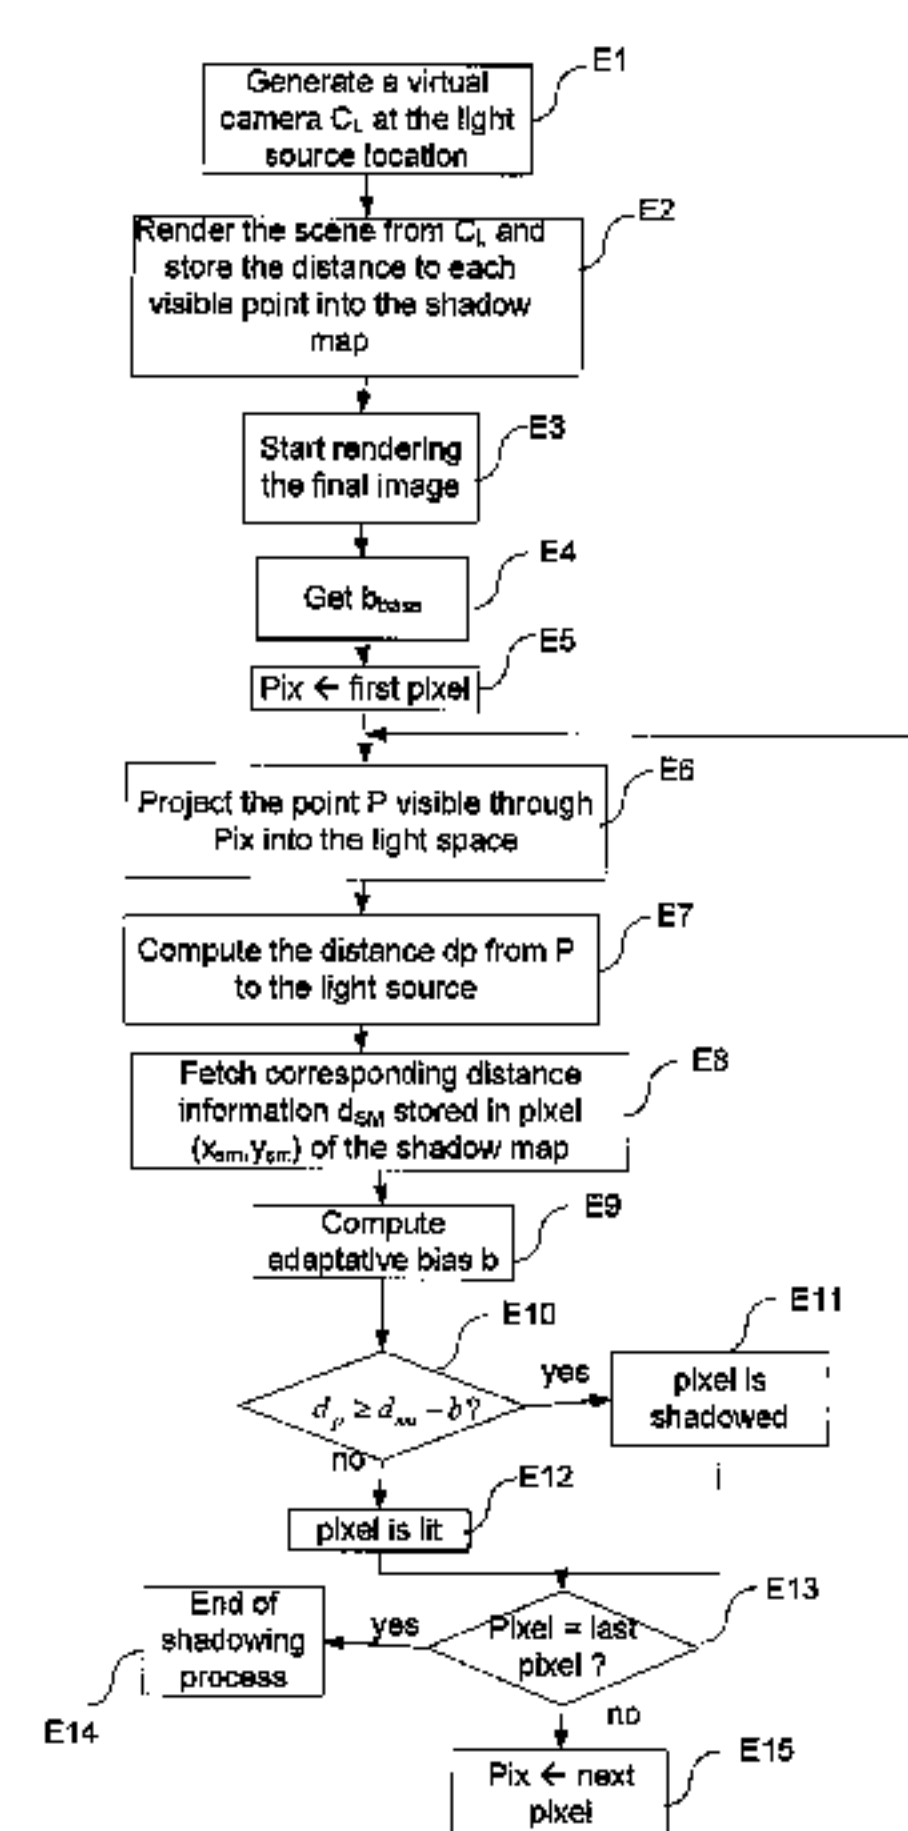 E1
Generate a virtual
camera C_L at the light
source location
E2
Render the scene from C_L and
store the distance to each
visible point into the shadow
map
E3
Start rendering
the final image
E4
Get b_base
E5
Pix ← first pixel
E6
Project the point P visible through
Pix into the light space
E7
Compute the distance dp from P
to the light source
E8
Fetch corresponding distance
information d_SM stored in pixel
(x_sm,y_sm) of the shadow map
E9
Compute
adaptative bias b
E10
E11
d_p ≥ d_sm − b ?
yes
pixel is
shadowed
no
E12
pixel is lit
E13
End of
shadowing
process
yes
Pixel = last
pixel ?
E14
no
E15
Pix ← next
pixel